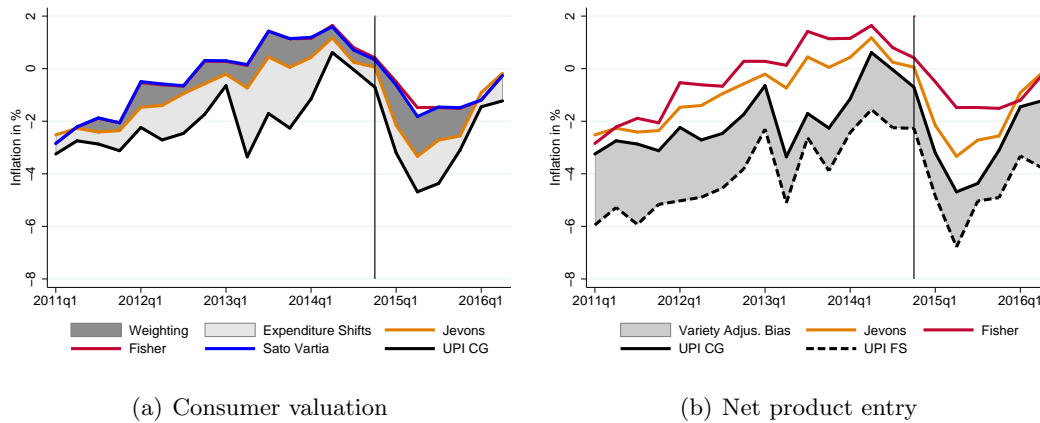 2
0
-2
-4
-6
-8
Inflation in %
2011q1 2012q1 2013q1 2014q1 2015q1 2016q1
Weighting Expenditure Shifts Jevons
Fisher Sato Vartia UPI CG
(a) Consumer valuation
2
0
-2
-4
-6
-8
Inflation in %
2011q1 2012q1 2013q1 2014q1 2015q1 2016q1
Variety Adjus. Bias Jevons Fisher
UPI CG UPI FS
(b) Net product entry